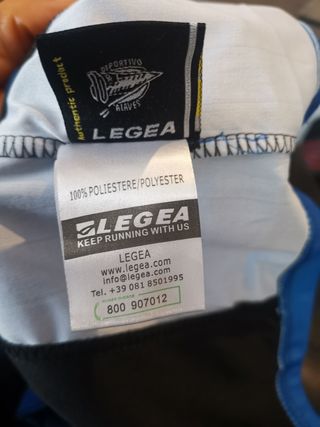 Authentic product
DEPORTIVO
ALAVES
LEGEA
100% POLIESTERE/POLYESTER
LEGEA
KEEP RUNNING WITH US
LEGEA
www.legea.com
info@legea.com
Tel. +39 081 8501995
800 907012